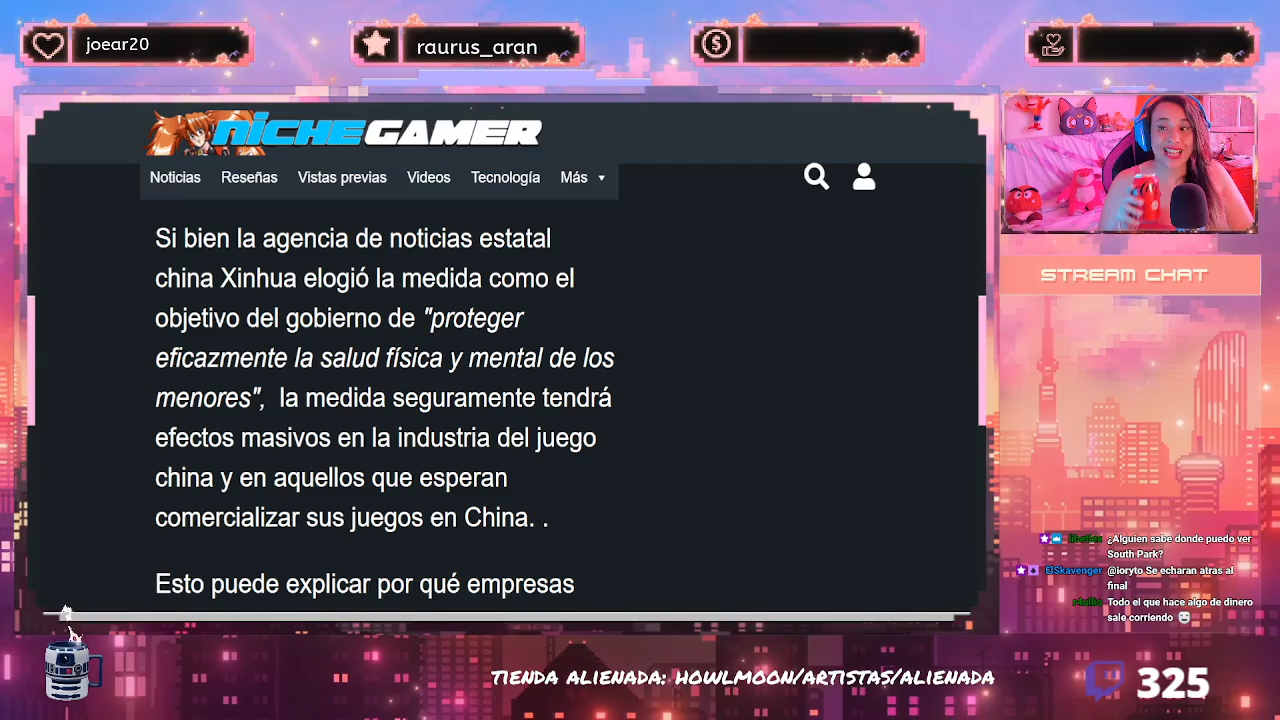 joear20
raurus_aran
NICHEGAMER
Noticias Reseñas Vistas previas Videos Tecnología Más
Si bien la agencia de noticias estatal
china Xinhua elogió la medida como el
objetivo del gobierno de "proteger
eficazmente la salud física y mental de los
menores", la medida seguramente tendrá
efectos masivos en la industria del juego
china y en aquellos que esperan
comercializar sus juegos en China. .
Esto puede explicar por qué empresas
STREAM CHAT
¿Alguien sabe donde puedo ver
South Park?
ElSkavenger @ioryto Se echaran atras al
final
Todo el que hace algo de dinero
sale corriendo
TIENDA ALIENADA: HOWLMOON/ARTISTAS/ALIENADA
325